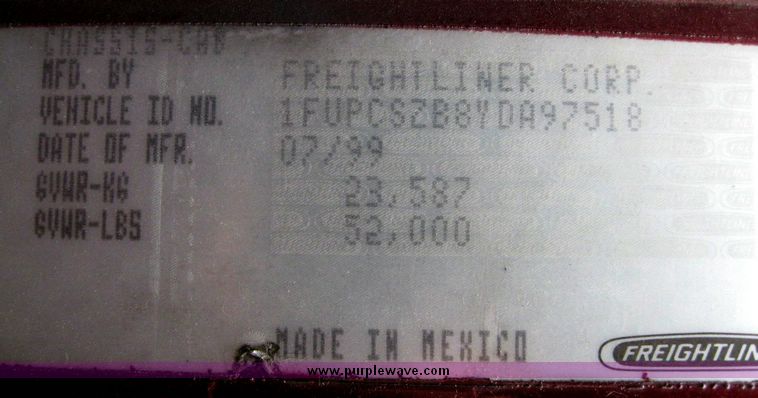 CHASSIS-CAB
MFD. BY FREIGHTLINER CORP.
VEHICLE ID NO. 1FUPCSZB8YDA97518
DATE OF MFR. 07/99
GVWR-KG 23,587
GVWR-LBS 52,000
MADE IN MEXICO
FREIGHTLIN
www.purplewave.com